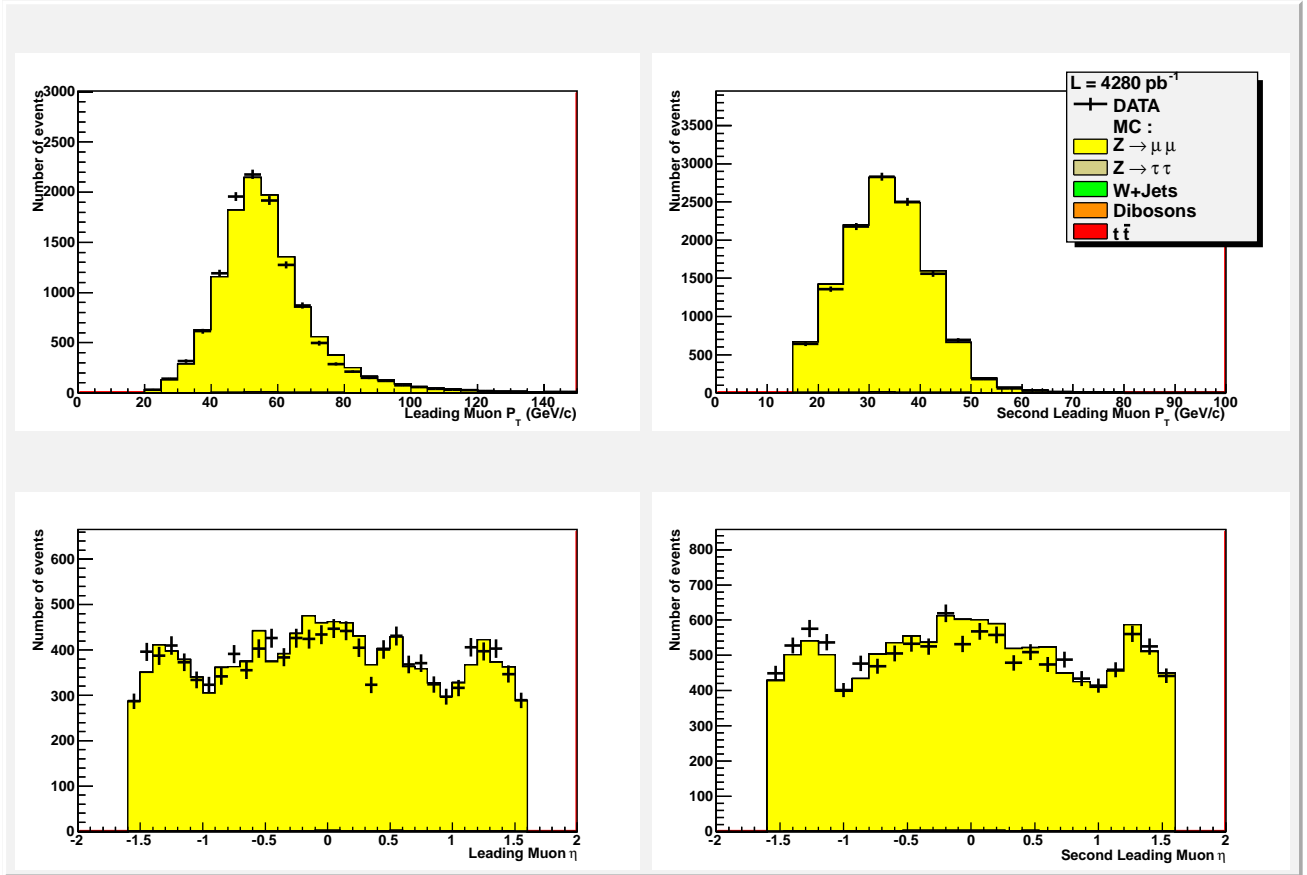 Number of events
3000
2500
2000
1500
1000
500
0
0 20 40 60 80 100 120 140
Leading Muon P_T (GeV/c)
Number of events
3500
3000
2500
2000
1500
1000
500
0
0 10 20 30 40 50 60 70 80 90 100
Second Leading Muon P_T (GeV/c)
L = 4280 pb⁻¹
DATA
MC :
Z → μ μ
Z → τ τ
W+Jets
Dibosons
t t̄
Number of events
600
500
400
300
200
100
0
-2 -1.5 -1 -0.5 0 0.5 1 1.5 2
Leading Muon η
Number of events
800
700
600
500
400
300
200
100
0
-2 -1.5 -1 -0.5 0 0.5 1 1.5 2
Second Leading Muon η